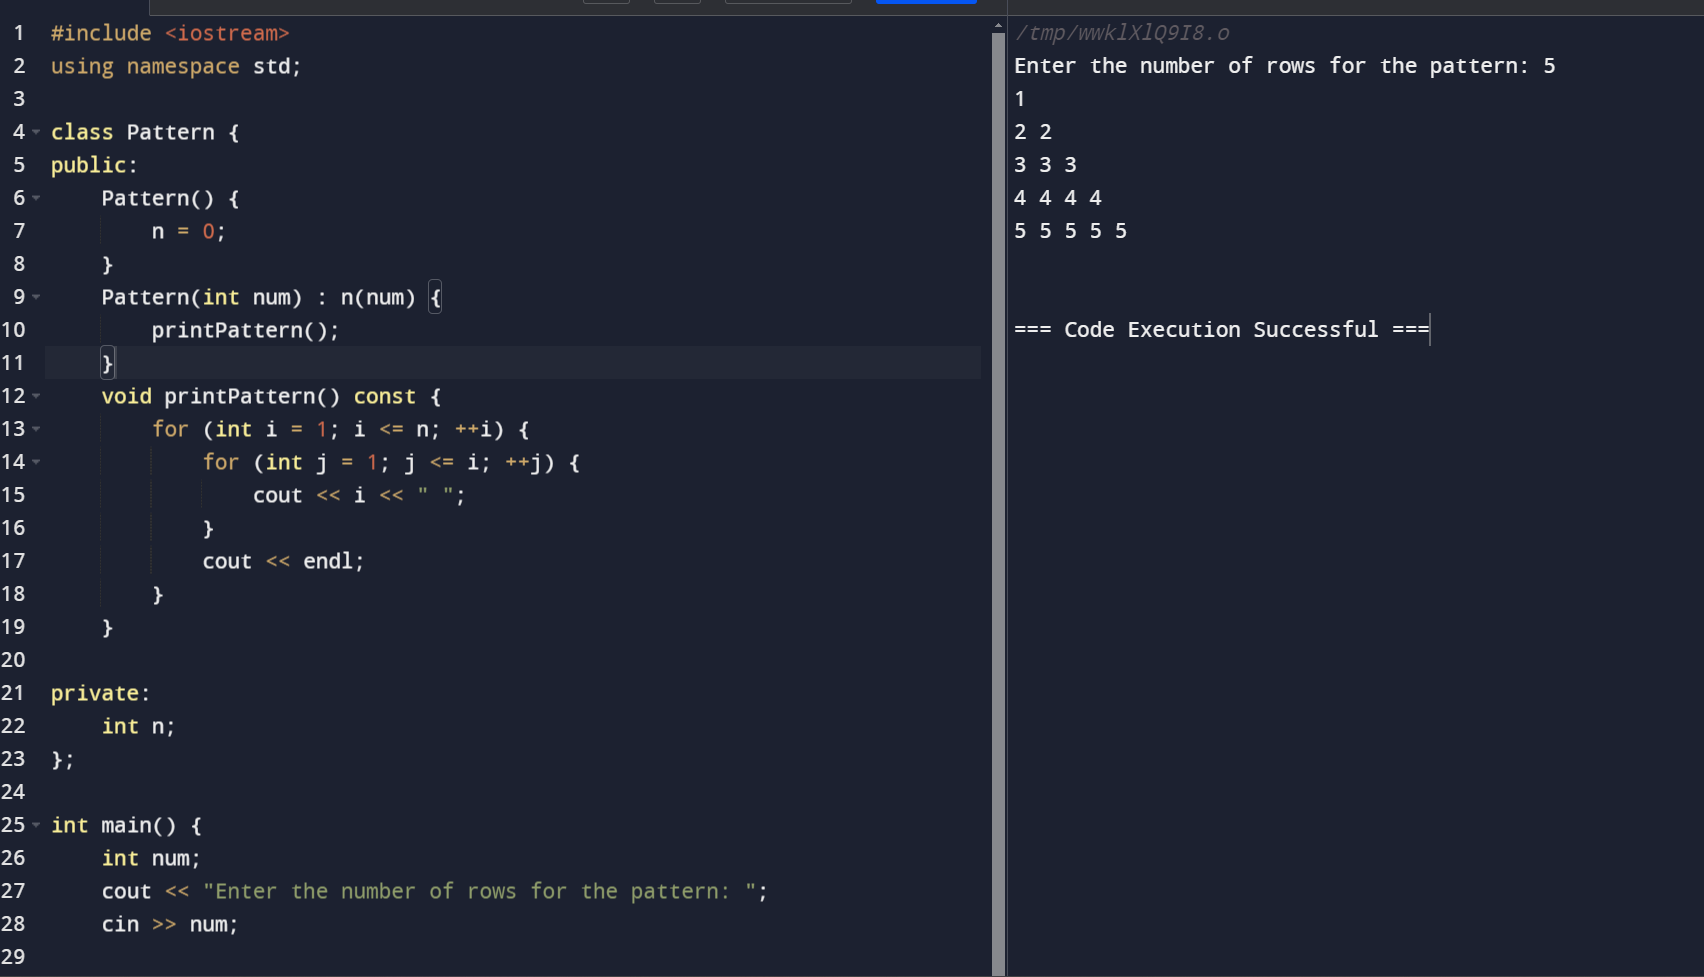 1 #include <iostream>
2 using namespace std;
3
4 class Pattern {
5 public:
6     Pattern() {
7         n = 0;
8     }
9     Pattern(int num) : n(num) {
10         printPattern();
11     }
12     void printPattern() const {
13         for (int i = 1; i <= n; ++i) {
14             for (int j = 1; j <= i; ++j) {
15                 cout << i << " ";
16             }
17             cout << endl;
18         }
19     }
20
21 private:
22     int n;
23 };
24
25 int main() {
26     int num;
27     cout << "Enter the number of rows for the pattern: ";
28     cin >> num;
29
/tmp/wwklXlQ9I8.o
Enter the number of rows for the pattern: 5
1
2 2
3 3 3
4 4 4 4
5 5 5 5 5
=== Code Execution Successful ===